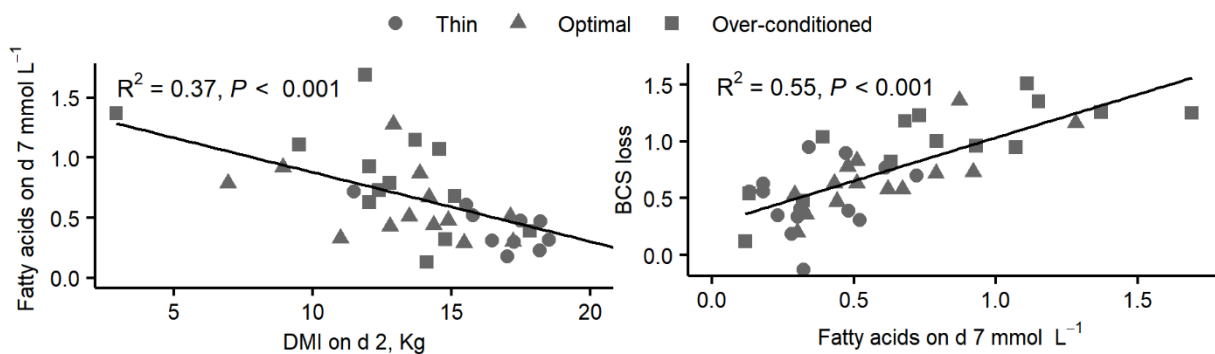 Thin Optimal Over-conditioned
Fatty acids on d 7 mmol L⁻¹
R² = 0.37, P < 0.001
1.5
1.0
0.5
0.0
5 10 15 20
DMI on d 2, Kg
BCS loss
R² = 0.55, P < 0.001
1.5
1.0
0.5
0.0
0.0 0.5 1.0 1.5
Fatty acids on d 7 mmol L⁻¹